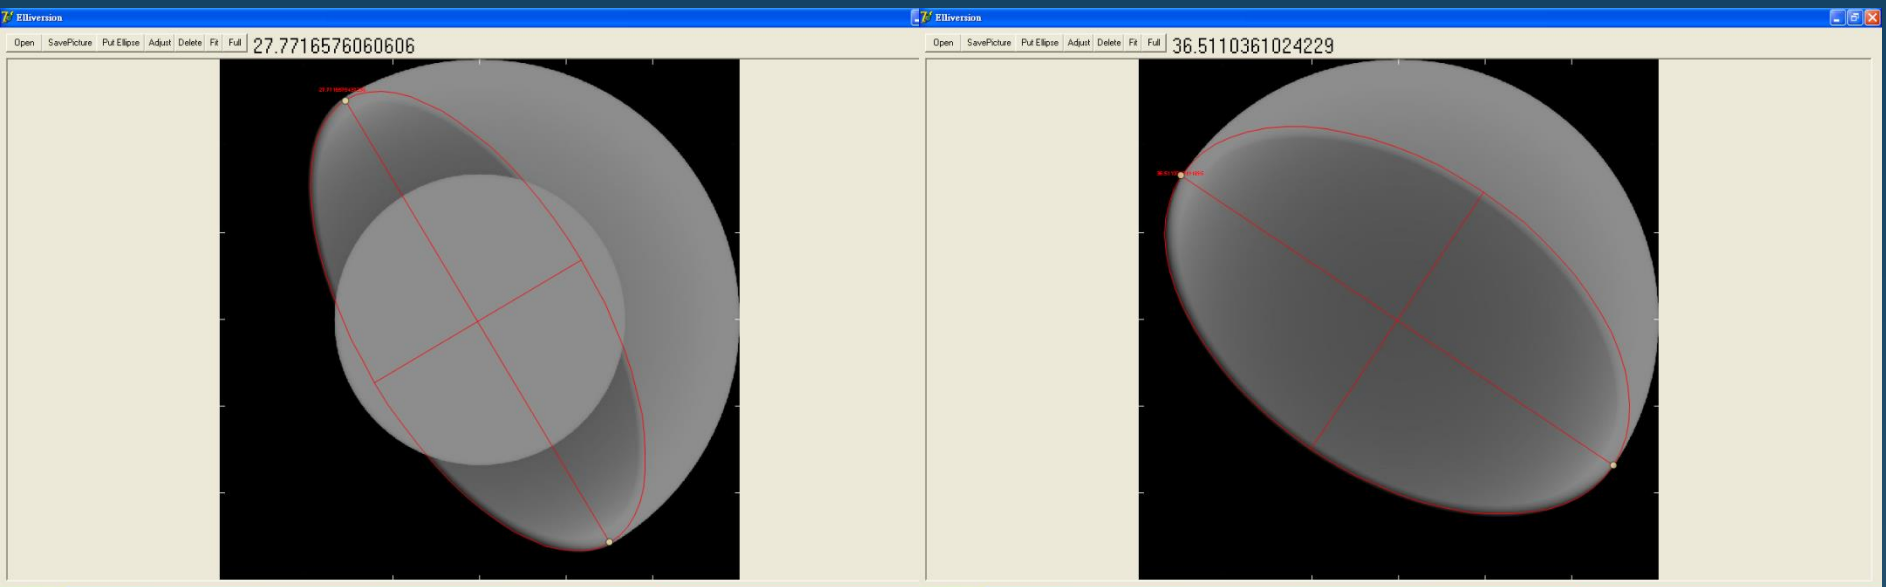 Elliversion
Open SavePicture Put Ellipse Adjust Delete Fit Full 27.7716576060606
Elliversion
Open SavePicture Put Ellipse Adjust Delete Fit Full 36.5110361024229